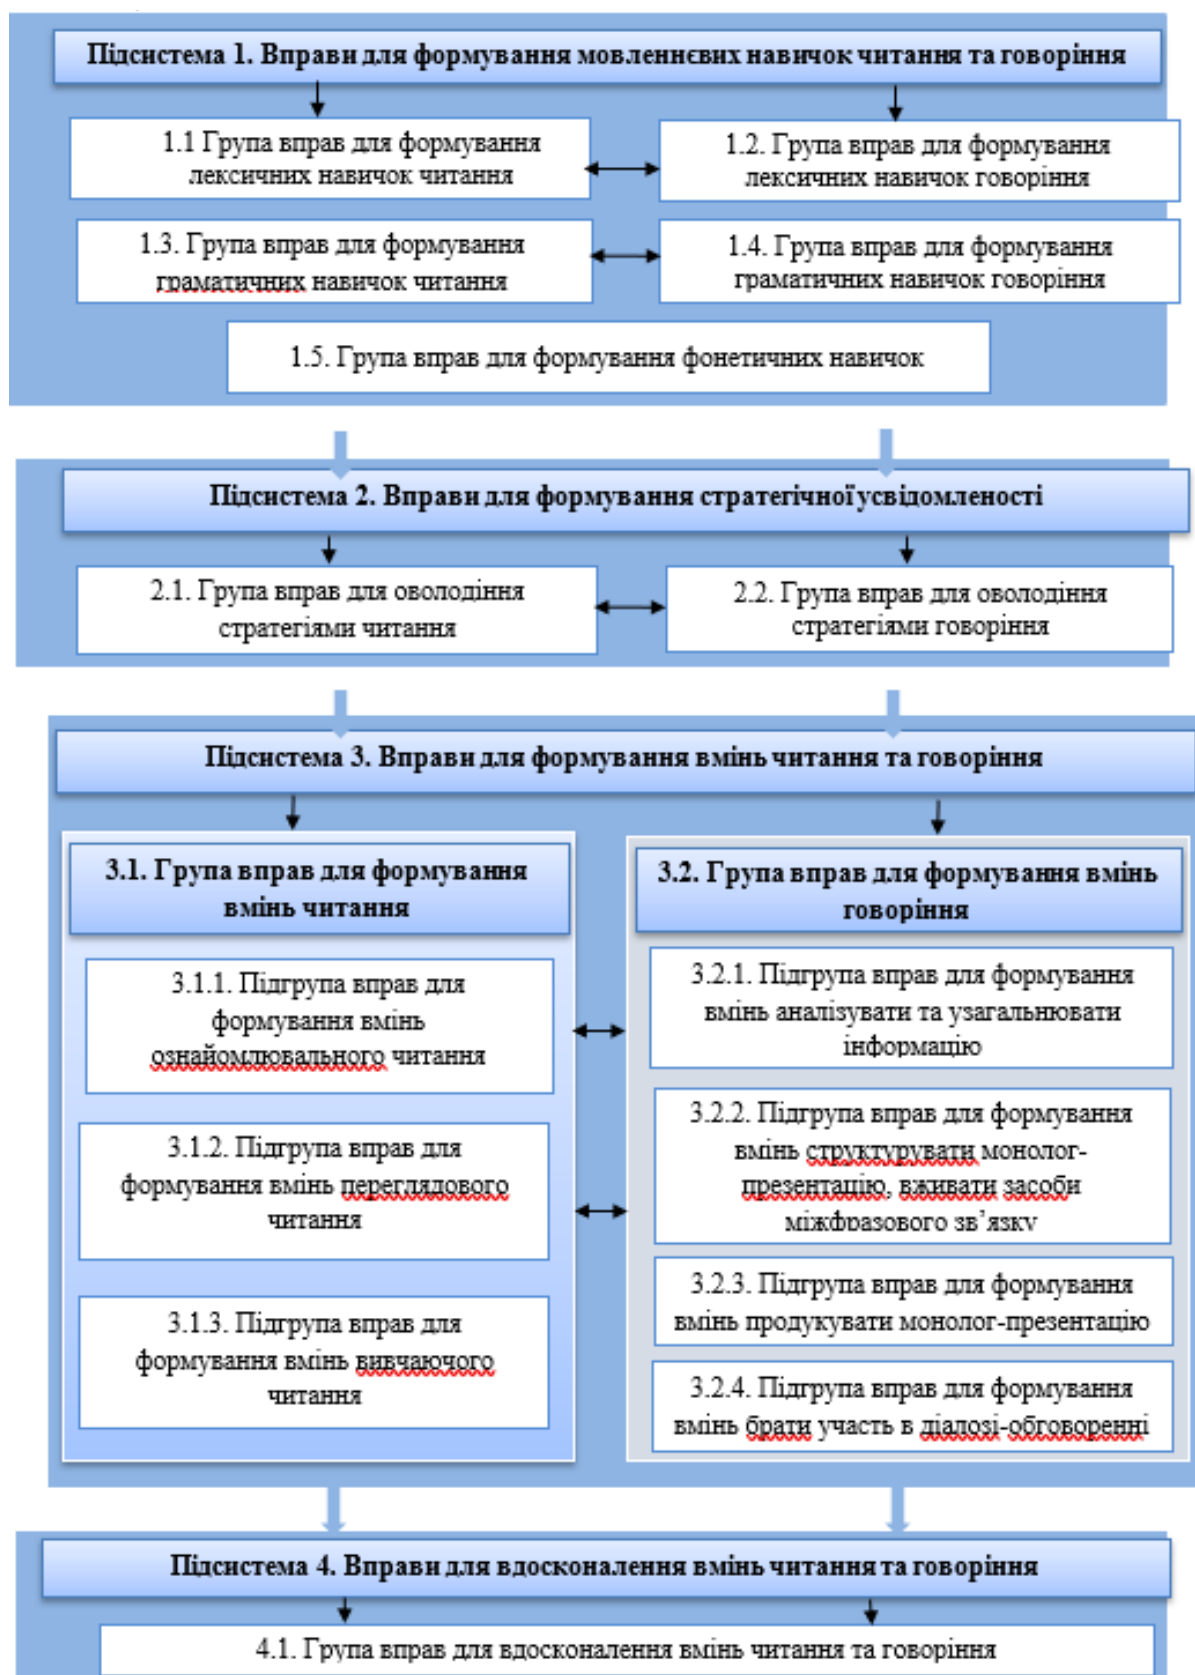 Підсистема 1. Вправи для формування мовленнєвих навичок читання та говоріння
1.1 Група вправ для формування
лексичних навичок читання
1.2. Група вправ для формування
лексичних навичок говоріння
1.3. Група вправ для формування
граматичних навичок читання
1.4. Група вправ для формування
граматичних навичок говоріння
1.5. Група вправ для формування фонетичних навичок
Підсистема 2. Вправи для формування стратегічної усвідомленості
2.1. Група вправ для оволодіння
стратегіями читання
2.2. Група вправ для оволодіння
стратегіями говоріння
Підсистема 3. Вправи для формування вмінь читання та говоріння
3.1. Група вправ для формування
вмінь читання
3.1.1. Підгрупа вправ для
формування вмінь
ознайомлювального читання
3.1.2. Підгрупа вправ для
формування вмінь переглядового
читання
3.1.3. Підгрупа вправ для
формування вмінь вивчаючого
читання
3.2. Група вправ для формування вмінь
говоріння
3.2.1. Підгрупа вправ для формування
вмінь аналізувати та узагальнювати
інформацію
3.2.2. Підгрупа вправ для формування
вмінь структурувати монолог-
презентацію, вживати засоби
міжфразового зв’язку
3.2.3. Підгрупа вправ для формування
вмінь продукувати монолог-презентацію
3.2.4. Підгрупа вправ для формування
вмінь брати участь в діалозі-обговоренні
Підсистема 4. Вправи для вдосконалення вмінь читання та говоріння
4.1. Група вправ для вдосконалення вмінь читання та говоріння